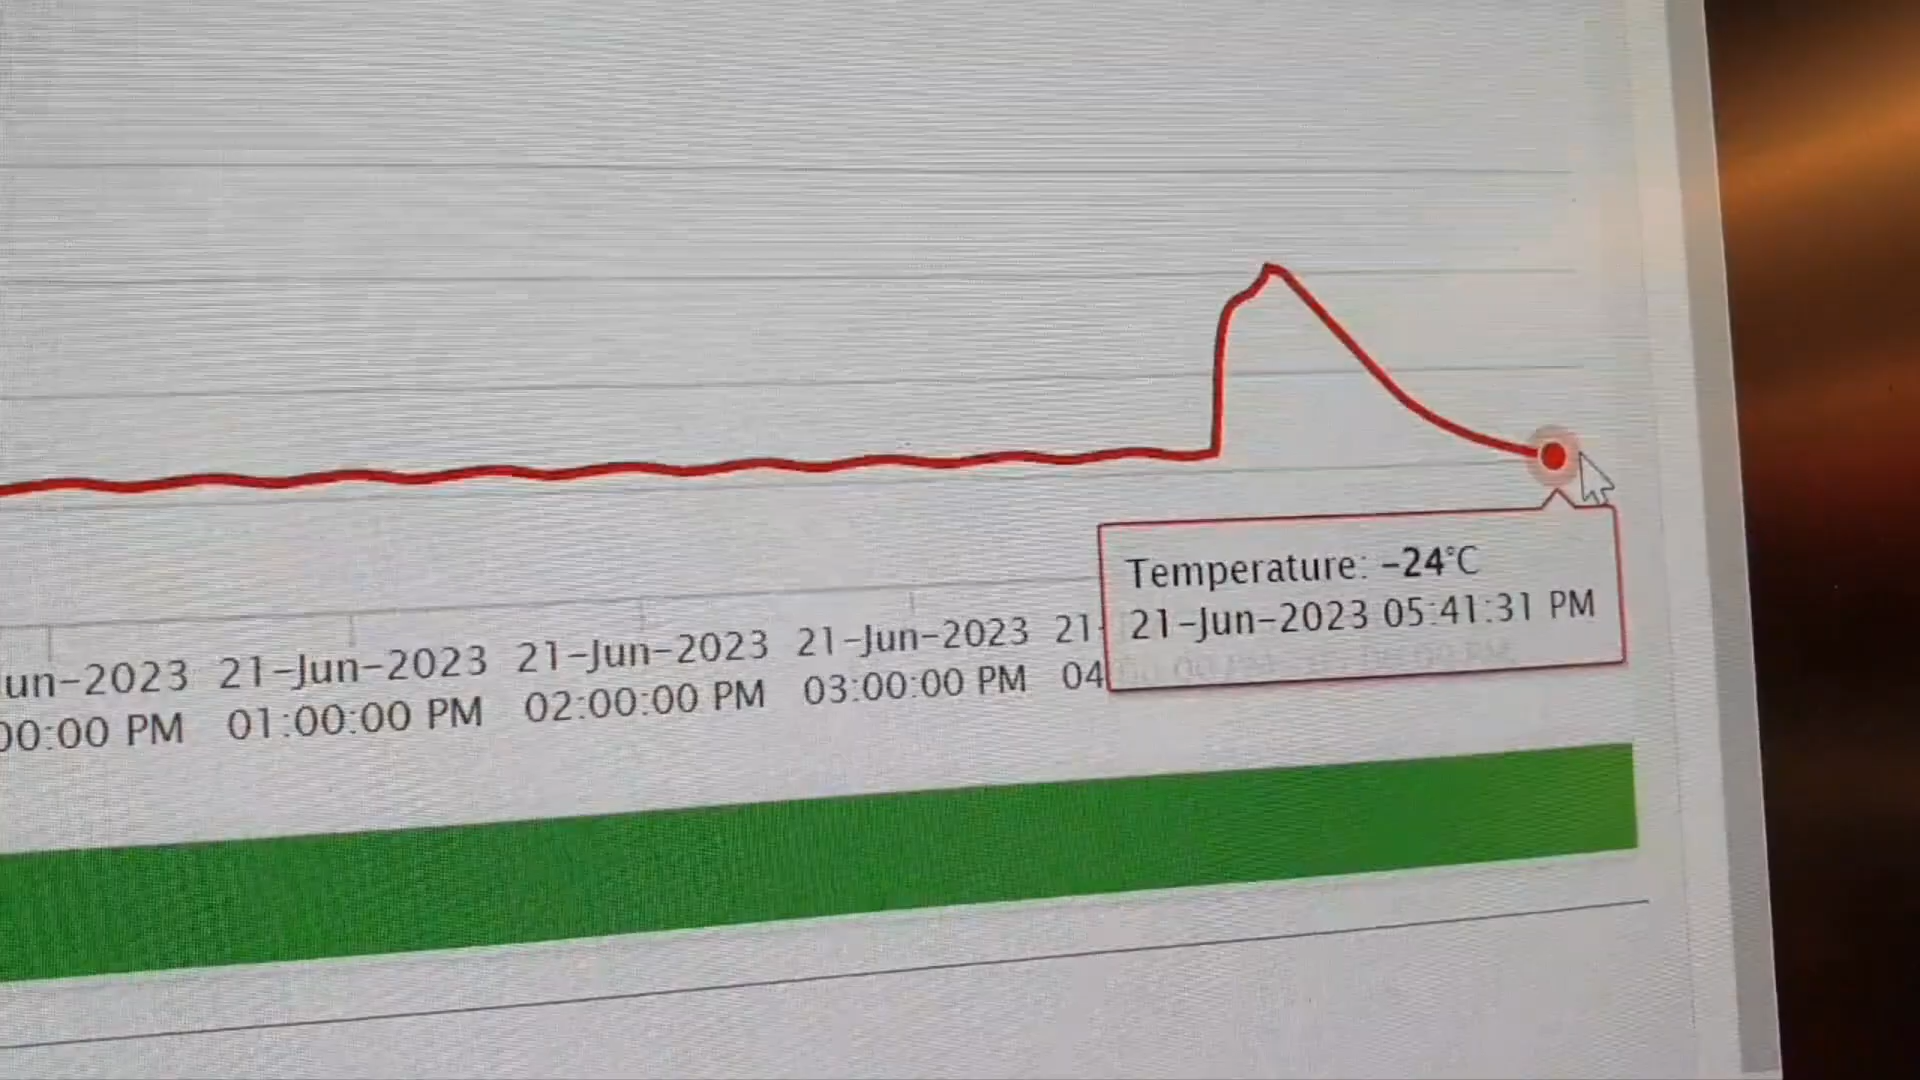 Temperature: -24°C
21-Jun-2023 05:41:31 PM
un-2023 21-Jun-2023 21-Jun-2023 21-Jun-2023 21-
00:00 PM 01:00:00 PM 02:00:00 PM 03:00:00 PM 04